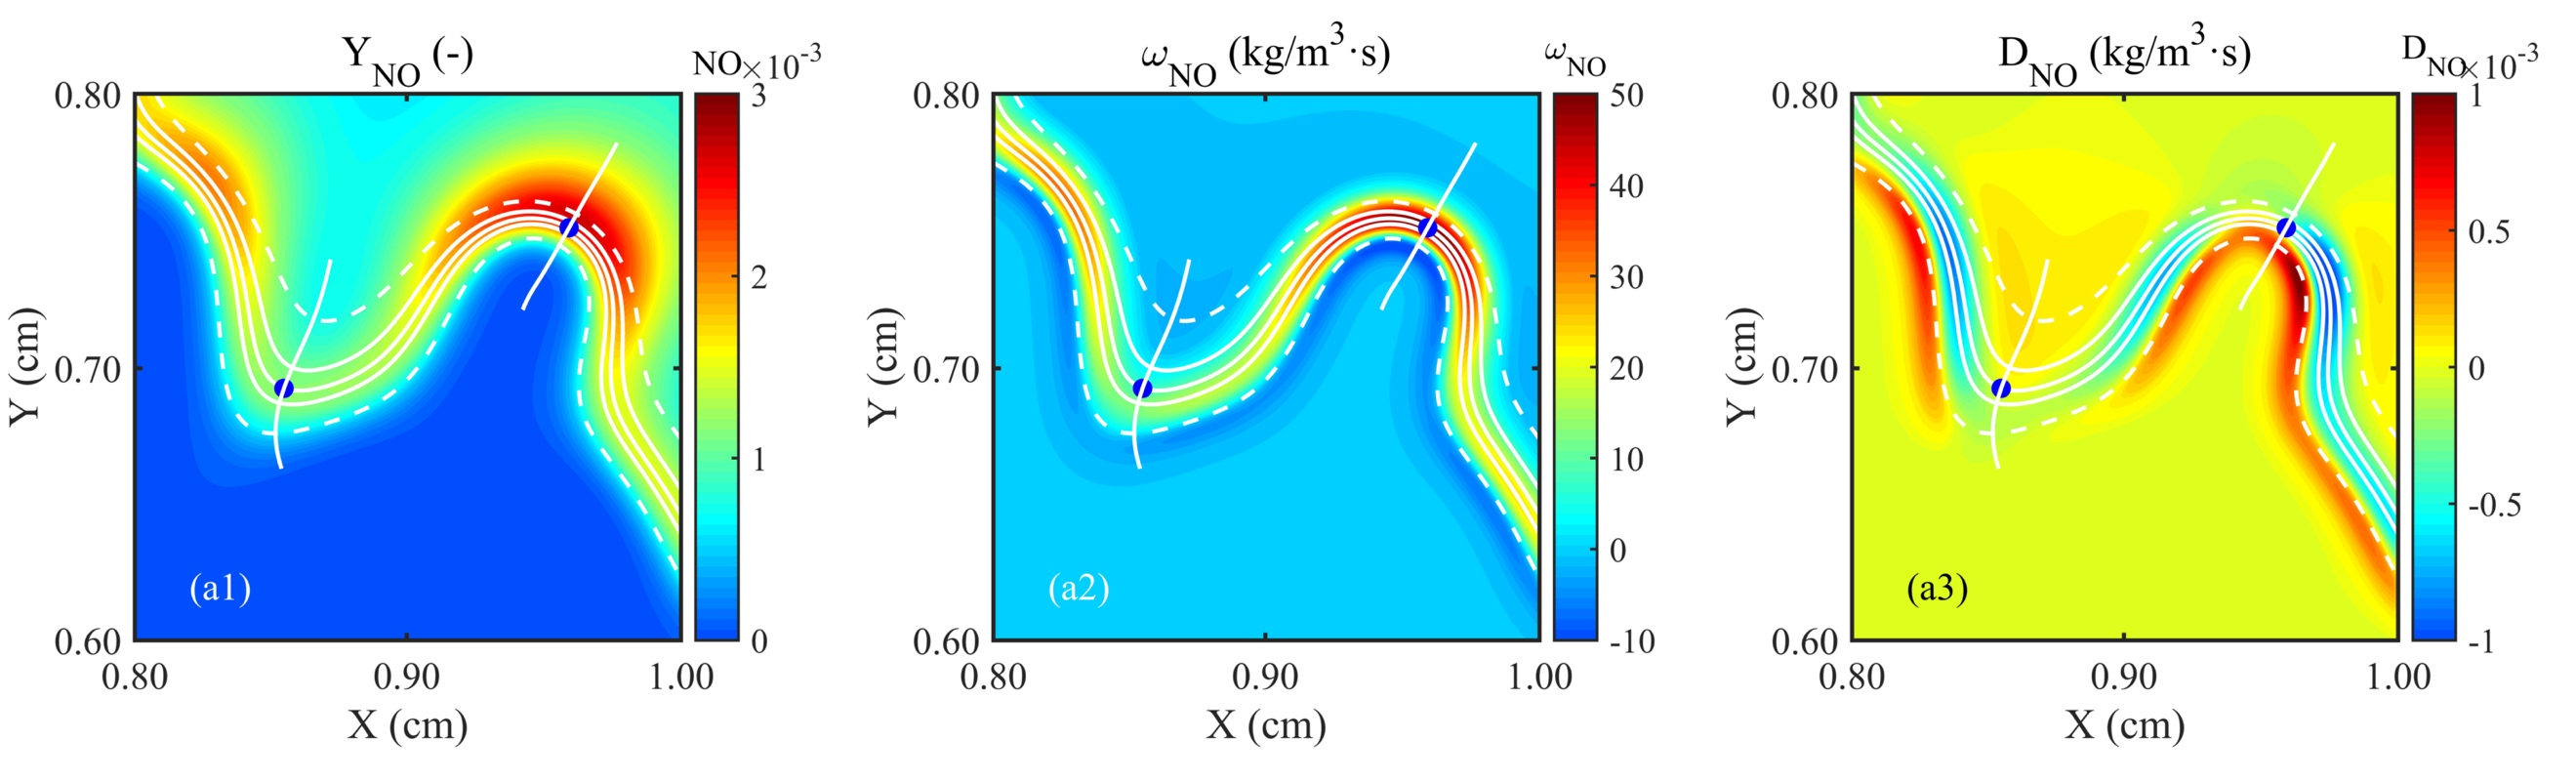 Y_NO (-)
NO×10^-3
0.80
0.70
0.60
Y (cm)
0.80 0.90 1.00
X (cm)
(a1)
3
2
1
0
ω_NO (kg/m^3·s)
ω_NO
0.80
0.70
0.60
Y (cm)
0.80 0.90 1.00
X (cm)
(a2)
50
40
30
20
10
0
-10
D_NO (kg/m^3·s)
D_NO×10^-3
0.80
0.70
0.60
Y (cm)
0.80 0.90 1.00
X (cm)
(a3)
1
0.5
0
-0.5
-1